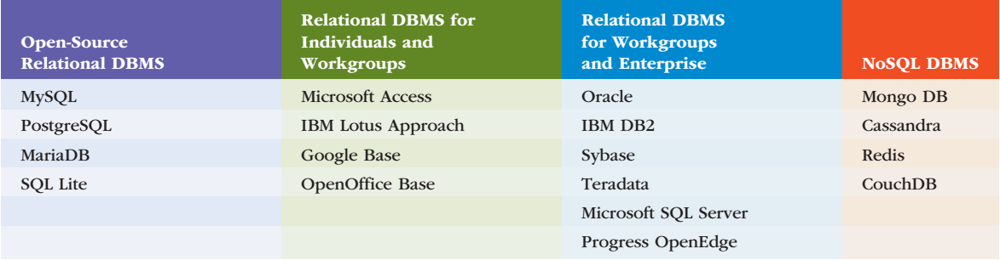 Open-Source
Relational DBMS
Relational DBMS for
Individuals and
Workgroups
Relational DBMS
for Workgroups
and Enterprise
NoSQL DBMS
MySQL
Microsoft Access
Oracle
Mongo DB
PostgreSQL
IBM Lotus Approach
IBM DB2
Cassandra
MariaDB
Google Base
Sybase
Redis
SQL Lite
OpenOffice Base
Teradata
CouchDB
Microsoft SQL Server
Progress OpenEdge